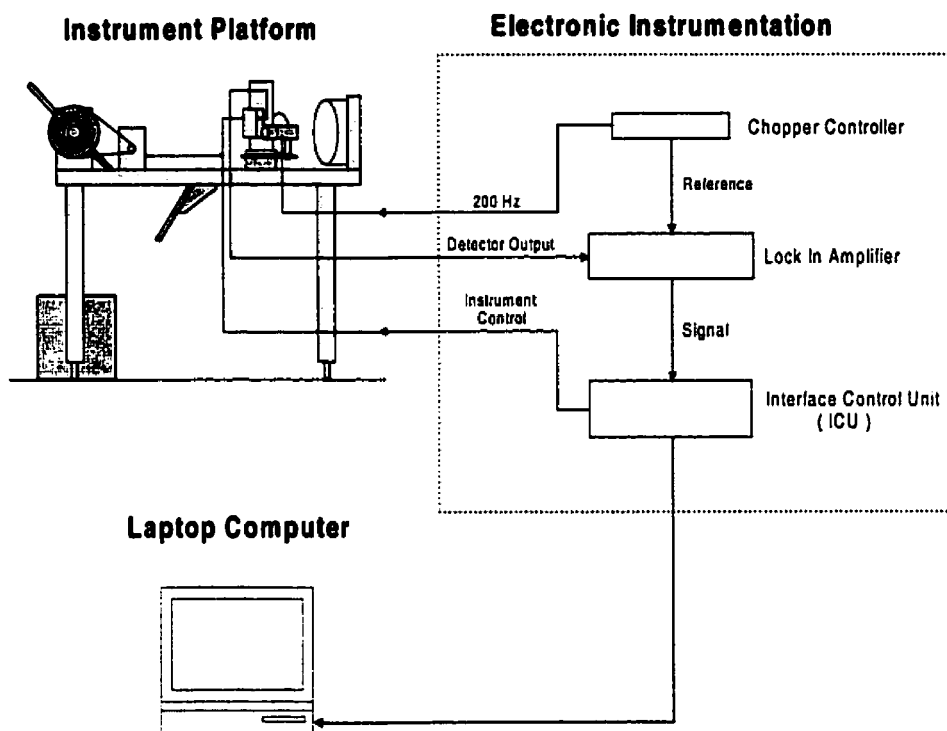 Instrument Platform
Electronic Instrumentation
Chopper Controller
Reference
200 Hz
Detector Output
Lock In Amplifier
Instrument
Control
Signal
Interface Control Unit
( ICU )
Laptop Computer